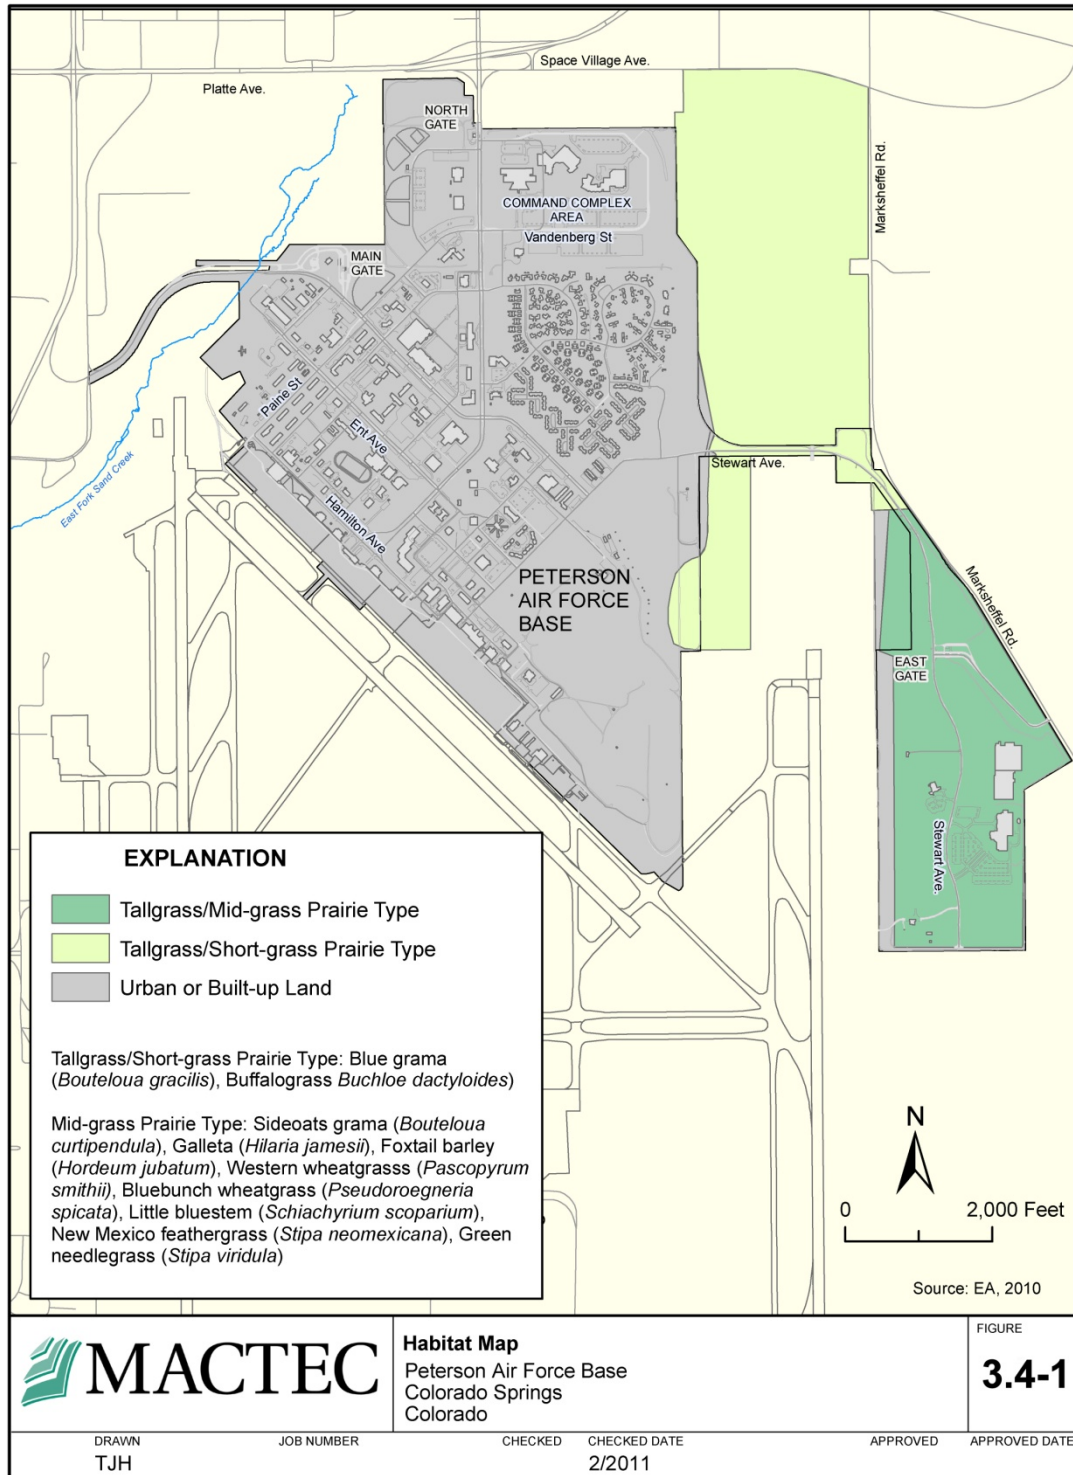 Space Village Ave.
Platte Ave.
NORTH
GATE
Marksheffel Rd.
COMMAND COMPLEX
AREA
Vandenberg St
MAIN
GATE
Paine St
Ent Ave
Stewart Ave.
East Fork Sand Creek
Hamilton Ave
PETERSON
AIR FORCE
BASE
Marksheffel Rd.
EAST
GATE
Stewart Ave.
EXPLANATION
Tallgrass/Mid-grass Prairie Type
Tallgrass/Short-grass Prairie Type
Urban or Built-up Land
Tallgrass/Short-grass Prairie Type: Blue grama
(Bouteloua gracilis), Buffalograss Buchloe dactyloides)
Mid-grass Prairie Type: Sideoats grama (Bouteloua
curtipendula), Galleta (Hilaria jamesii), Foxtail barley
(Hordeum jubatum), Western wheatgrasss (Pascopyrum
smithii), Bluebunch wheatgrass (Pseudoroegneria
spicata), Little bluestem (Schiachyrium scoparium),
New Mexico feathergrass (Stipa neomexicana), Green
needlegrass (Stipa viridula)
N
0 2,000 Feet
Source: EA, 2010
MACTEC
Habitat Map
Peterson Air Force Base
Colorado Springs
Colorado
FIGURE
3.4-1
DRAWN JOB NUMBER CHECKED CHECKED DATE APPROVED APPROVED DATE
TJH 2/2011